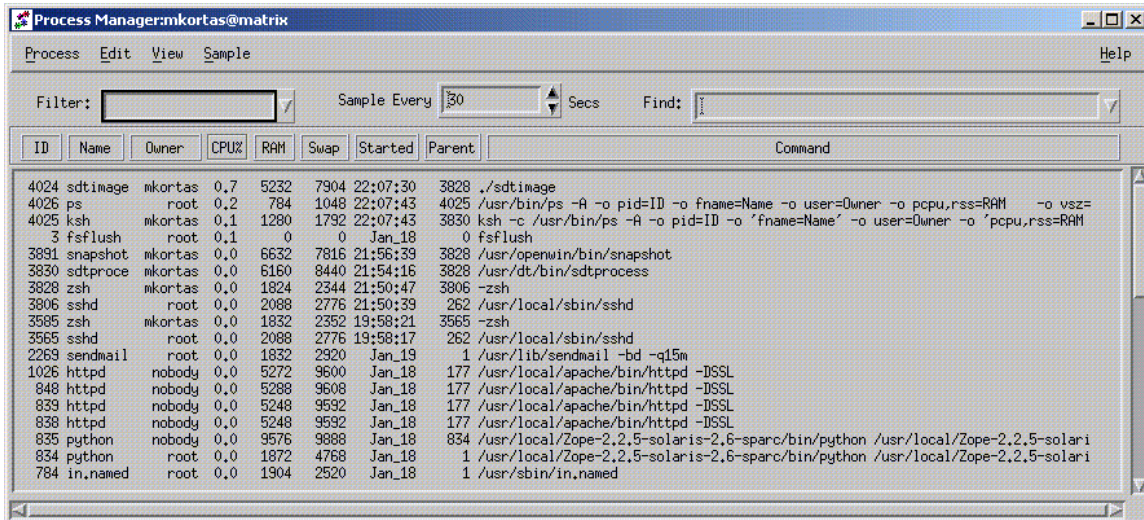 Process Manager:mkortas@matrix
Process Edit View Sample Help
Filter: Sample Every 30 Secs Find:
ID Name Owner CPU% RAM Swap Started Parent Command
4024 sdtimage mkortas 0.7 5232 7904 22:07:30 3828 ./sdtimage
4026 ps root 0.2 784 1048 22:07:43 4025 /usr/bin/ps -A -o pid=ID -o fname=Name -o user=Owner -o pcpu,rss=RAM -o vsz=
4025 ksh mkortas 0.1 1280 1792 22:07:43 3830 ksh -c /usr/bin/ps -A -o pid=ID -o 'fname=Name' -o user=Owner -o 'pcpu,rss=RAM
3 fsflush root 0.1 0 0 Jan_18 0 fsflush
3891 snapshot mkortas 0.0 6632 7816 21:56:39 3828 /usr/openwin/bin/snapshot
3830 sdtproce mkortas 0.0 6160 8440 21:54:16 3828 /usr/dt/bin/sdtprocess
3828 zsh mkortas 0.0 1824 2344 21:50:47 3806 -zsh
3806 sshd root 0.0 2088 2776 21:50:39 262 /usr/local/sbin/sshd
3585 zsh mkortas 0.0 1832 2352 19:58:21 3565 -zsh
3565 sshd root 0.0 2088 2776 19:58:17 262 /usr/local/sbin/sshd
2269 sendmail root 0.0 1832 2920 Jan_19 1 /usr/lib/sendmail -bd -q15m
1026 httpd nobody 0.0 5272 9600 Jan_18 177 /usr/local/apache/bin/httpd -DSSL
848 httpd nobody 0.0 5288 9608 Jan_18 177 /usr/local/apache/bin/httpd -DSSL
839 httpd nobody 0.0 5248 9592 Jan_18 177 /usr/local/apache/bin/httpd -DSSL
838 httpd nobody 0.0 5248 9592 Jan_18 177 /usr/local/apache/bin/httpd -DSSL
835 python nobody 0.0 9576 9888 Jan_18 834 /usr/local/Zope-2.2.5-solaris-2.6-sparc/bin/python /usr/local/Zope-2.2.5-solari
834 python root 0.0 1872 4768 Jan_18 1 /usr/local/Zope-2.2.5-solaris-2.6-sparc/bin/python /usr/local/Zope-2.2.5-solari
784 in.named root 0.0 1904 2520 Jan_18 1 /usr/sbin/in.named